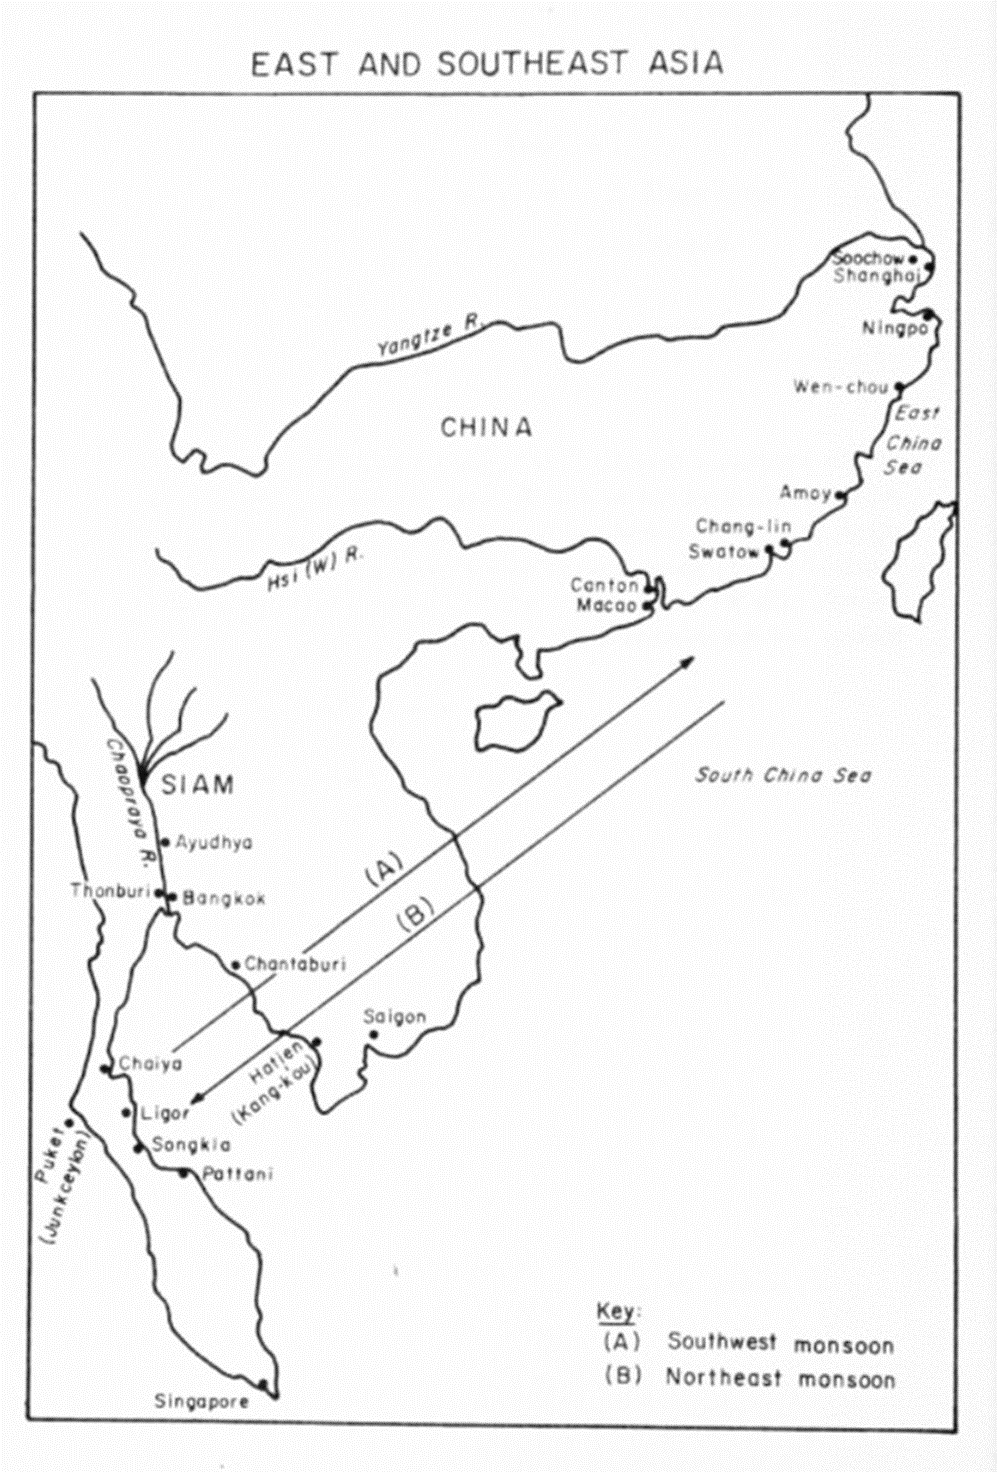 EAST AND SOUTHEAST ASIA
Soochow
Shanghai
Ningpo
Yangtze R.
Wen-chou
East
China
Sea
CHINA
Amoy
Chang-lin
Swatow
Hsi (W) R.
Canton
Macao
South China Sea
Chaopraya R.
SIAM
Ayudhya
Thonburi
Bangkok
(A)
(B)
Chantaburi
Saigon
Hatien
(Kang-kou)
Chaiya
Ligor
Songkla
Pattani
Puket
(Junkceylon)
Singapore
Key:
(A) Southwest monsoon
(B) Northeast monsoon